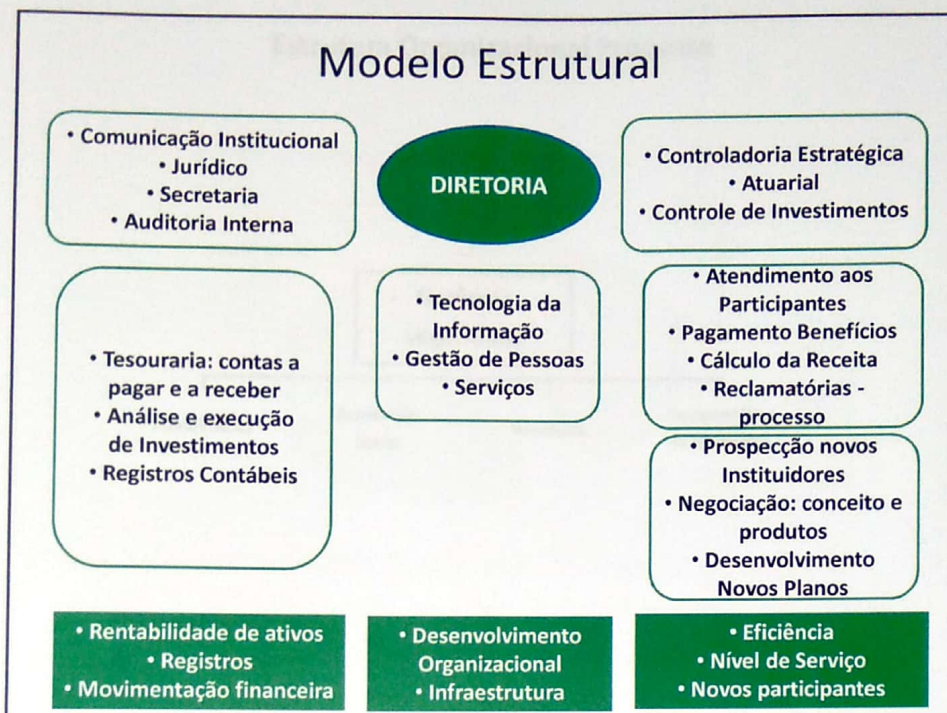 Modelo Estrutural
• Comunicação Institucional
• Jurídico
• Secretaria
• Auditoria Interna
DIRETORIA
• Controladoria Estratégica
• Atuarial
• Controle de Investimentos
• Tesouraria: contas a
pagar e a receber
• Análise e execução
de Investimentos
• Registros Contábeis
• Tecnologia da
Informação
• Gestão de Pessoas
• Serviços
• Atendimento aos
Participantes
• Pagamento Benefícios
• Cálculo da Receita
• Reclamatórias -
processo
• Prospecção novos
Instituidores
• Negociação: conceito e
produtos
• Desenvolvimento
Novos Planos
• Rentabilidade de ativos
• Registros
• Movimentação financeira
• Desenvolvimento
Organizacional
• Infraestrutura
• Eficiência
• Nível de Serviço
• Novos participantes